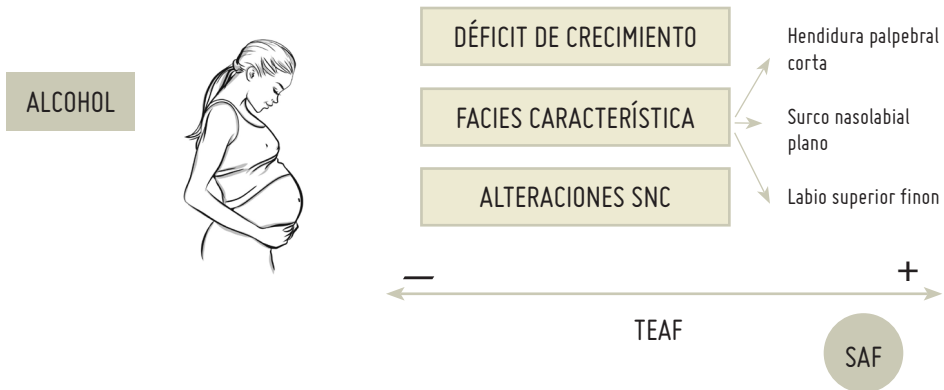 ALCOHOL
DÉFICIT DE CRECIMIENTO
FACIES CARACTERÍSTICA
ALTERACIONES SNC
Hendidura palpebral
corta
Surco nasolabial
plano
Labio superior finon
— +
TEAF
SAF